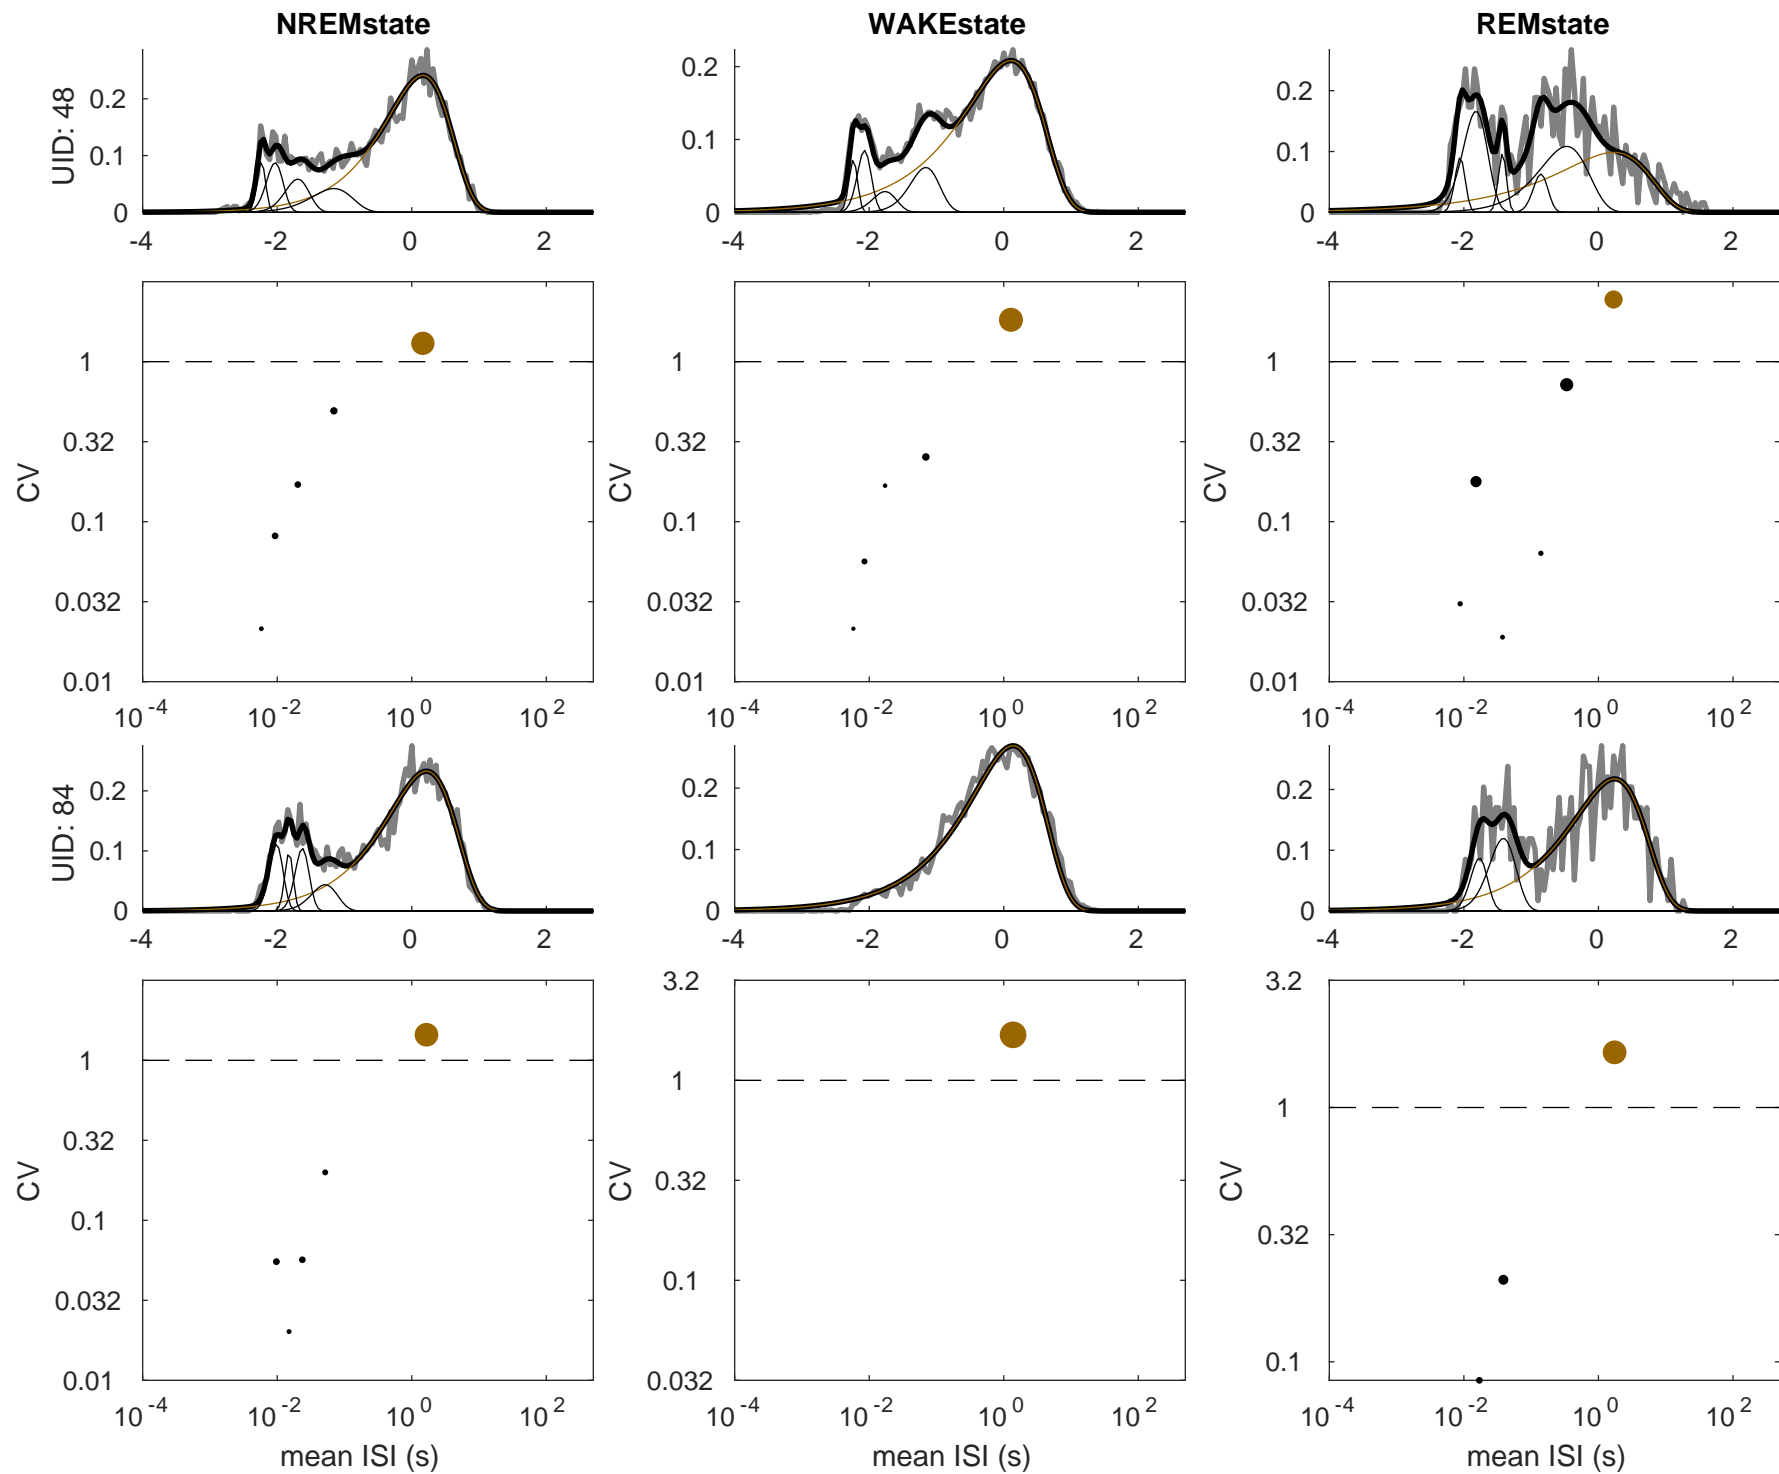 NREMstate WAKEstate REMstate
UID: 48
0.2 0.1 0
-4 -2 0 2
0.2 0.1 0
-4 -2 0 2
0.2 0.1 0
-4 -2 0 2
CV
1 0.32 0.1 0.032 0.01
10^-4 10^-2 10^0 10^2
CV
1 0.32 0.1 0.032 0.01
10^-4 10^-2 10^0 10^2
CV
1 0.32 0.1 0.032 0.01
10^-4 10^-2 10^0 10^2
UID: 84
0.2 0.1 0
-4 -2 0 2
0.2 0.1 0
-4 -2 0 2
0.2 0.1 0
-4 -2 0 2
CV
1 0.32 0.1 0.032 0.01
10^-4 10^-2 10^0 10^2
mean ISI (s)
CV
3.2 1 0.32 0.1 0.032
10^-4 10^-2 10^0 10^2
mean ISI (s)
CV
3.2 1 0.32 0.1
10^-4 10^-2 10^0 10^2
mean ISI (s)